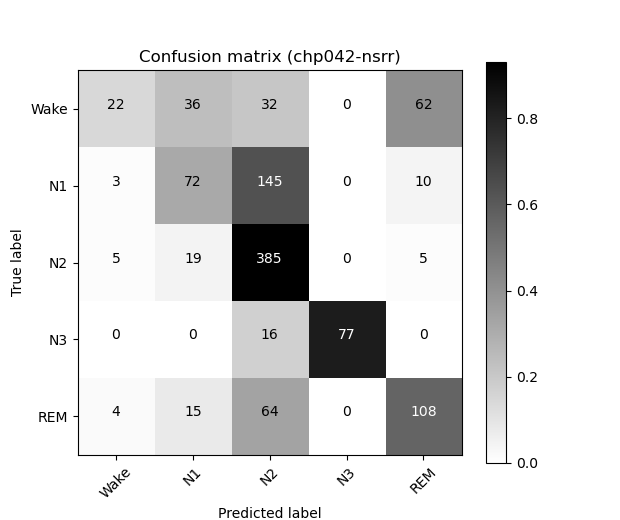 Confusion matrix (chp042-nsrr)
Wake 22 36 32 0 62
N1 3 72 145 0 10
N2 5 19 385 0 5
N3 0 0 16 77 0
REM 4 15 64 0 108
Wake N1 N2 N3 REM
True label
Predicted label
0.8
0.6
0.4
0.2
0.0